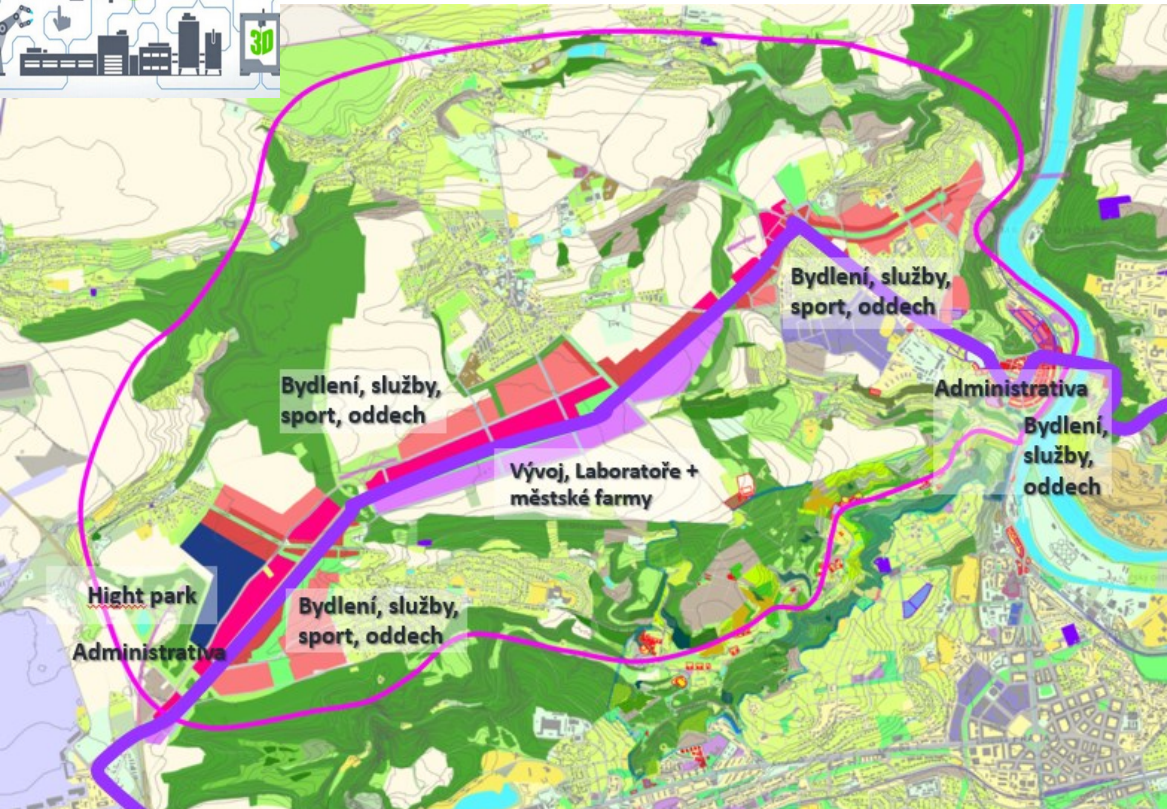 3D
Bydlení, služby,
sport, oddech
Bydlení, služby,
sport, oddech
Administrativa
Bydlení,
služby,
oddech
Vývoj, Laboratoře +
městské farmy
Hight park
Bydlení, služby,
sport, oddech
Administrativa